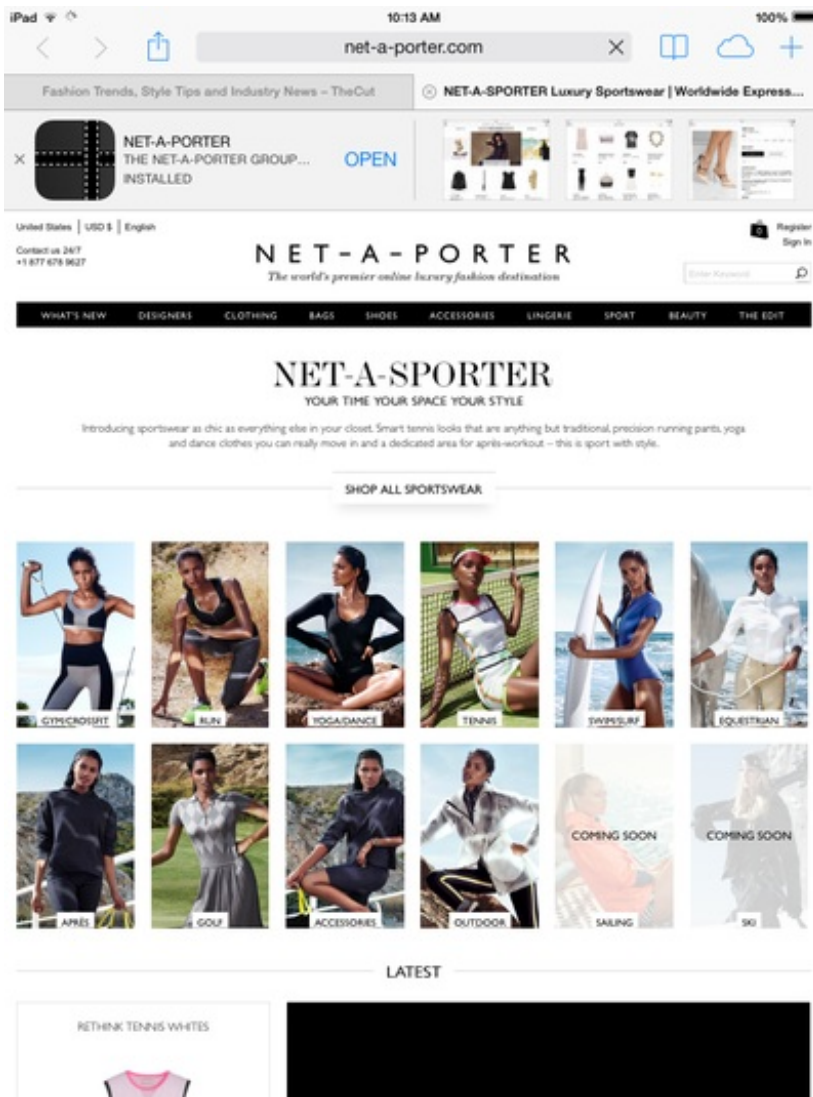 iPad 10:13 AM 100%
net-a-porter.com
Fashion Trends, Style Tips and Industry News – TheCut
NET-A-SPORTER Luxury Sportswear | Worldwide Express...
NET-A-PORTER
THE NET-A-PORTER GROUP...
INSTALLED
OPEN
United States | USD $ | English
Contact us 24/7
+1 877 678 9627
NET-A-PORTER
The world's premier online luxury fashion destination
0
Register
Sign In
Enter Keyword
WHAT'S NEW DESIGNERS CLOTHING BAGS SHOES ACCESSORIES LINGERIE SPORT BEAUTY THE EDIT
NET-A-SPORTER
YOUR TIME YOUR SPACE YOUR STYLE
Introducing sportswear as chic as everything else in your closet. Smart tennis looks that are anything but traditional, precision running pants, yoga
and dance clothes you can really move in and a dedicated area for après-workout – this is sport with style.
SHOP ALL SPORTSWEAR
GYM/CROSSFIT RUN YOGA/DANCE TENNIS SWIM/SURF EQUESTRIAN
COMING SOON COMING SOON
APRÈS GOLF ACCESSORIES OUTDOOR SAILING SKI
LATEST
RETHINK TENNIS WHITES